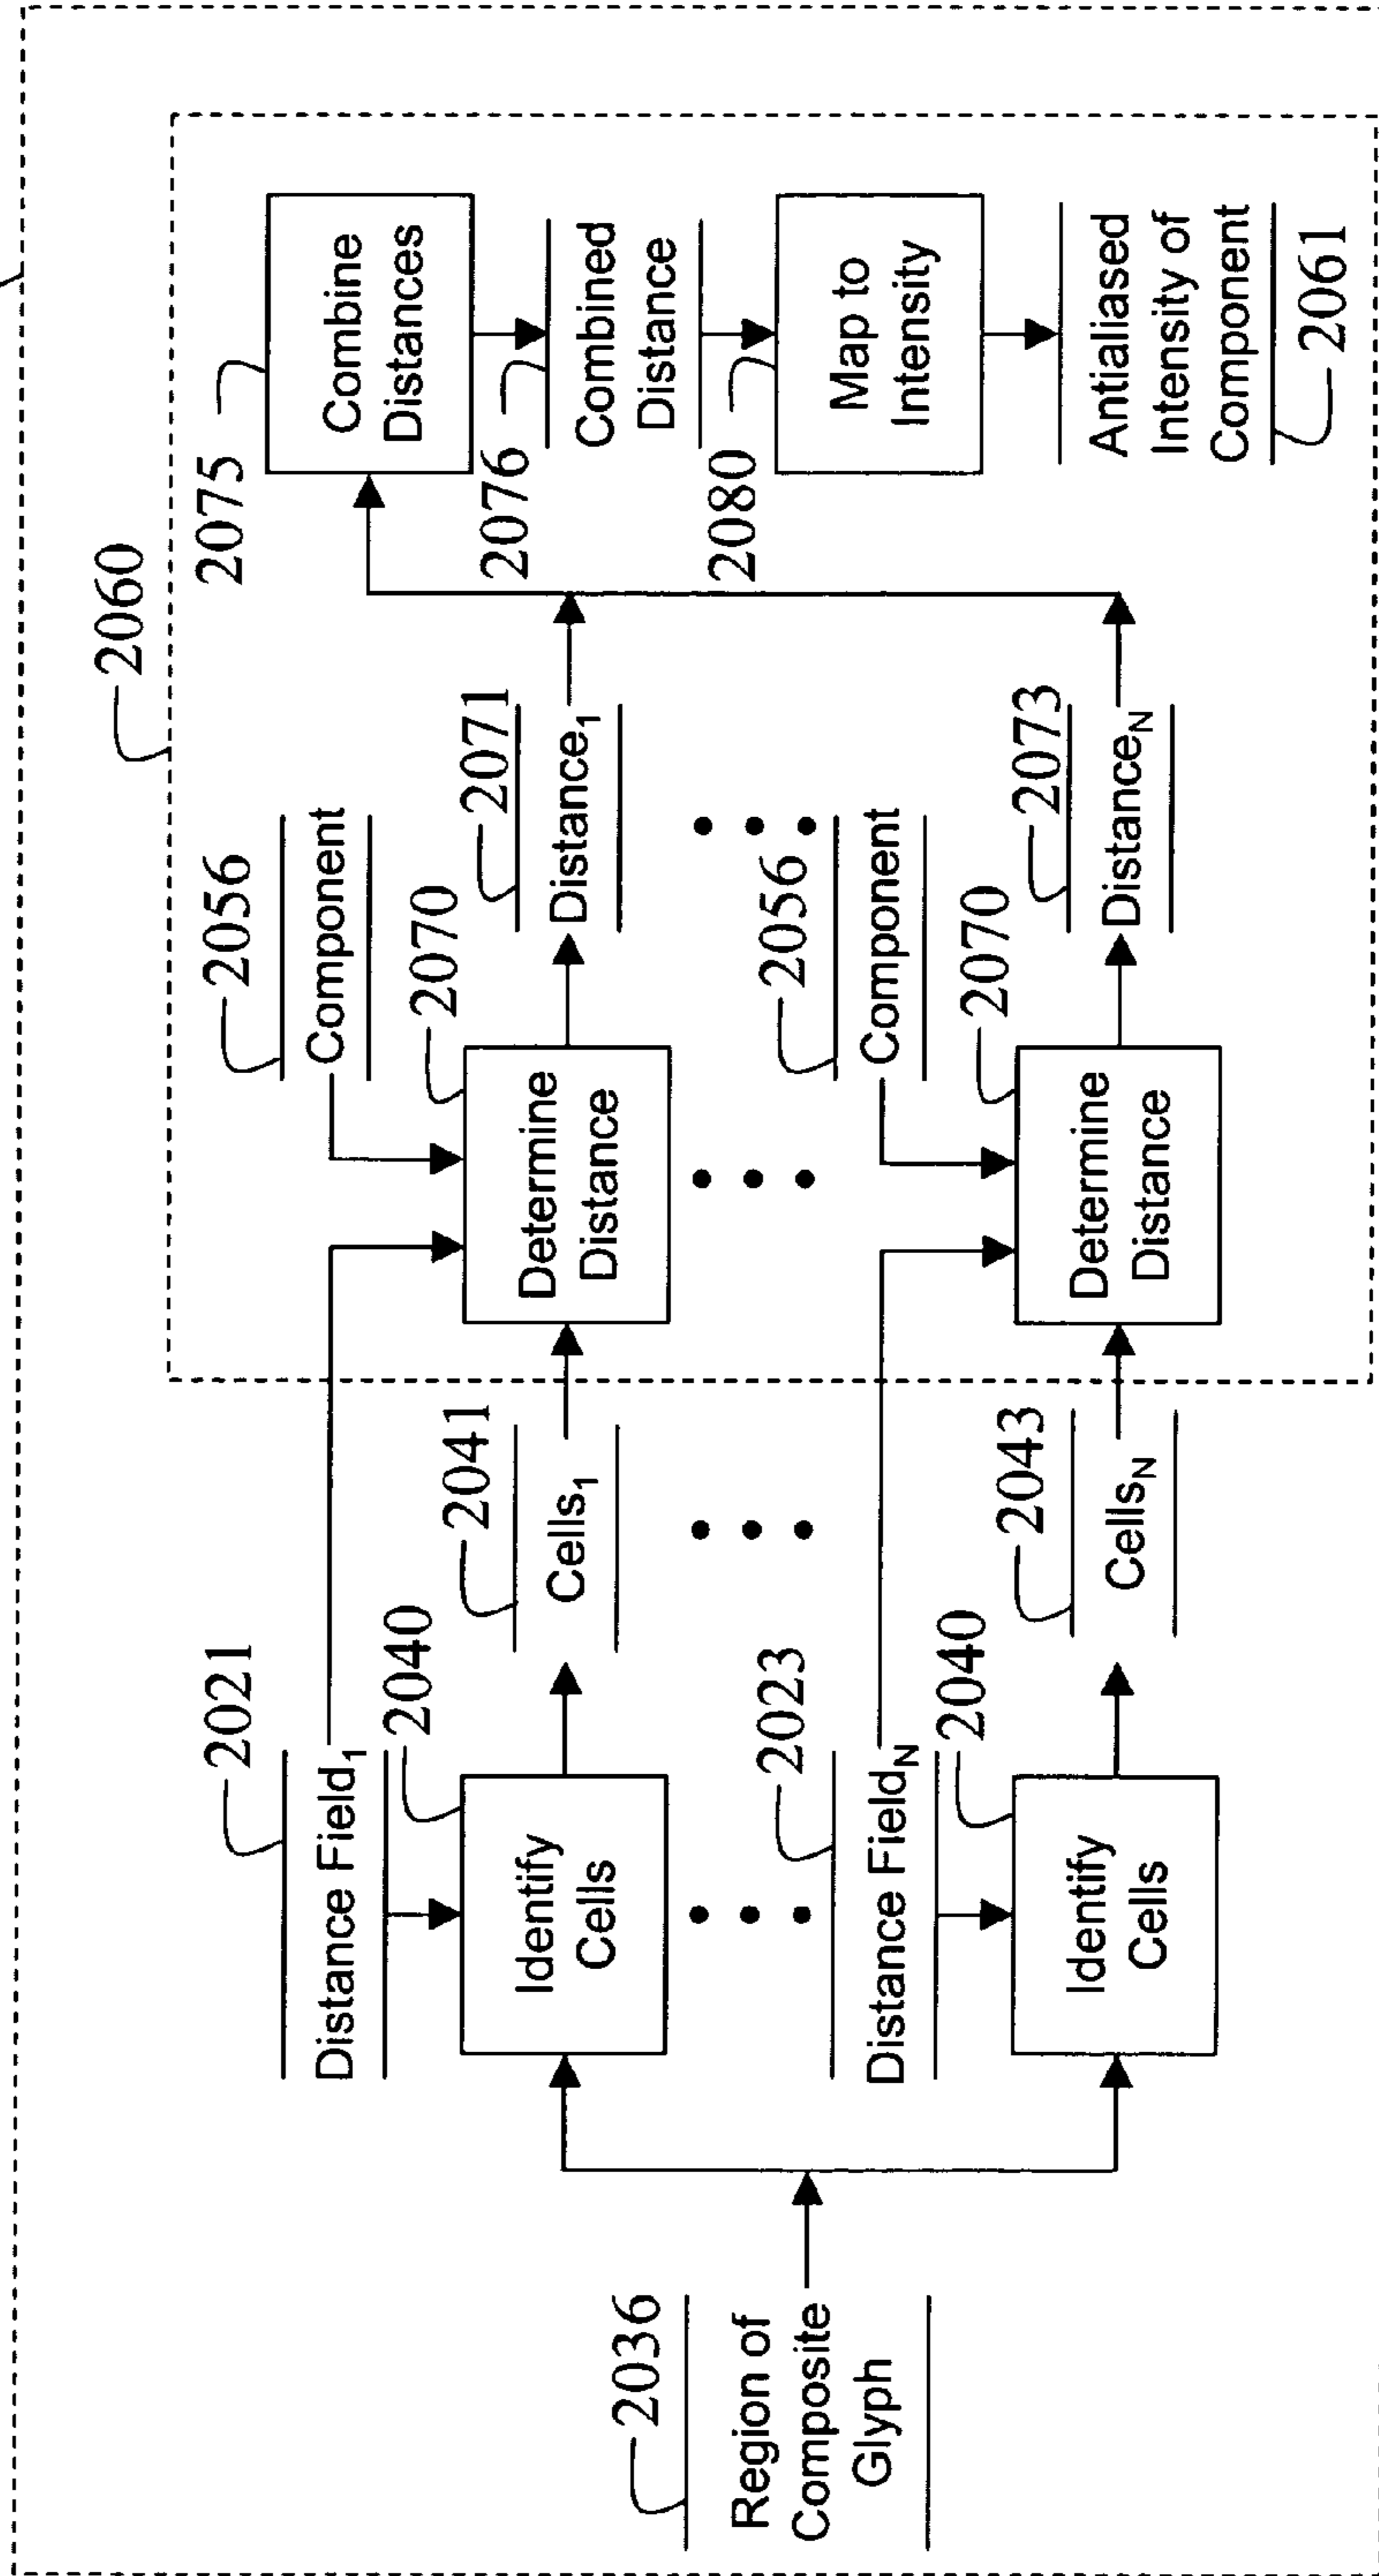 2060
2036
Region of
Composite
Glyph
2021
Distance Field1
2040
Identify
Cells
2041
Cells1
2056
Component
2070
Determine
Distance
2071
Distance1
2023
Distance FieldN
2040
Identify
Cells
2043
CellsN
2056
Component
2070
Determine
Distance
2073
DistanceN
2075
Combine
Distances
2076
Combined
Distance
2080
Map to
Intensity
Antialiased
Intensity of
Component
2061